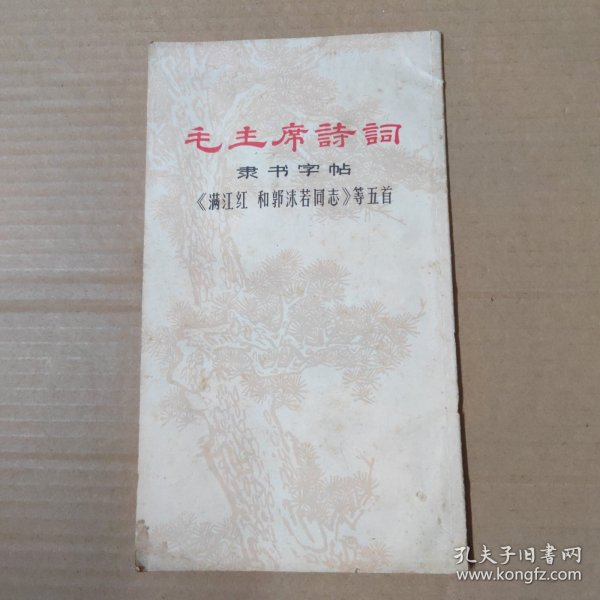 毛主席詩詞
隶书字帖
《满江红 和郭沫若同志》等五首
孔夫子旧书网
www.kongfz.com